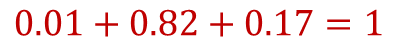 0.01 + 0.82 + 0.17 = 1